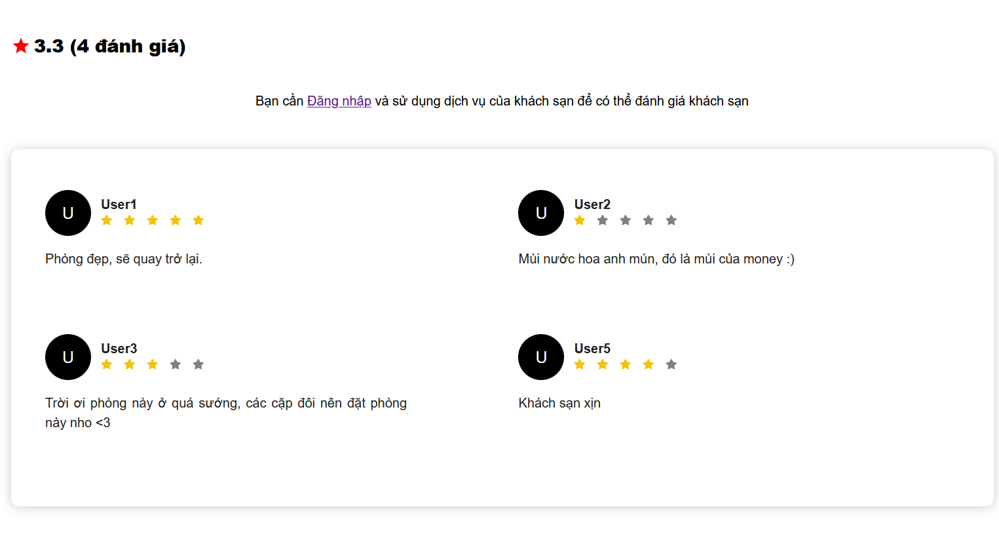 3.3 (4 đánh giá)
Bạn cần Đăng nhập và sử dụng dịch vụ của khách sạn để có thể đánh giá khách sạn
U
User1
Phòng đẹp, sẽ quay trở lại.
U
User2
Mùi nước hoa anh mún, đó là mùi của money :)
U
User3
Trời ơi phòng này ở quá sướng, các cặp đôi nên đặt phòng
này nho <3
U
User5
Khách sạn xịn